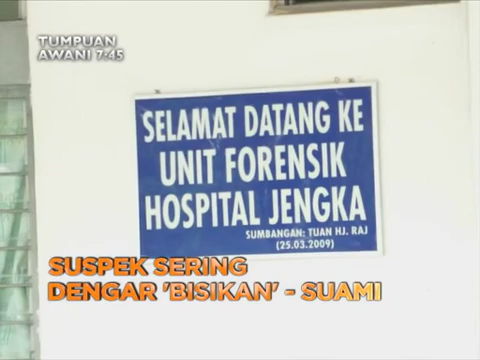 TUMPUAN
AWANI 7:45
SELAMAT DATANG KE
UNIT FORENSIK
HOSPITAL JENGKA
SUMBANGAN: TUAN HJ. RAJ
(25.03.2009)
SUSPEK SERING
DENGAR 'BISIKAN' - SUAMI